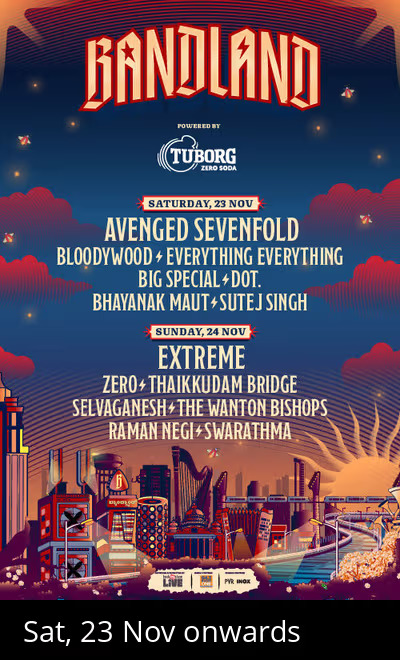 BANDLAND
POWERED BY
TUBORG
ZERO SODA
SATURDAY, 23 NOV
AVENGED SEVENFOLD
BLOODYWOOD EVERYTHING EVERYTHING
BIG SPECIAL DOT.
BHAYANAK MAUT SUTEJ SINGH
SUNDAY, 24 NOV
EXTREME
ZERO THAIKKUDAM BRIDGE
SELVAGANESH THE WANTON BISHOPS
RAMAN NEGI SWARATHMA
LIVE
PVR INOX
Sat, 23 Nov onwards